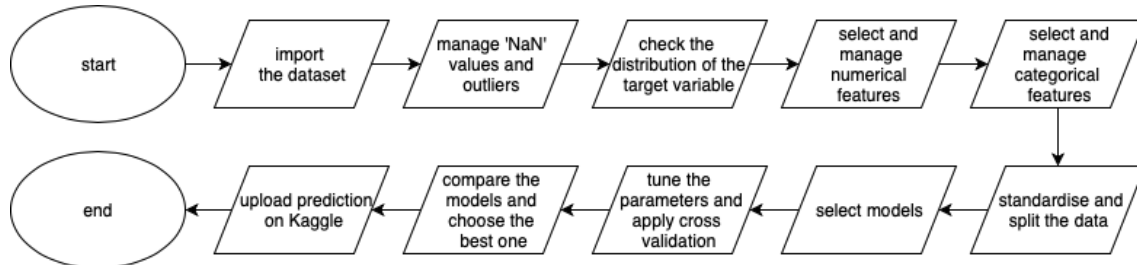 start
import
the dataset
manage 'NaN'
values and
outliers
check the
distribution of the
target variable
select and
manage
numerical
features
select and
manage
categorical
features
standardise and
split the data
select models
tune the
parameters and
apply cross
validation
compare the
models and
choose the
best one
upload prediction
on Kaggle
end